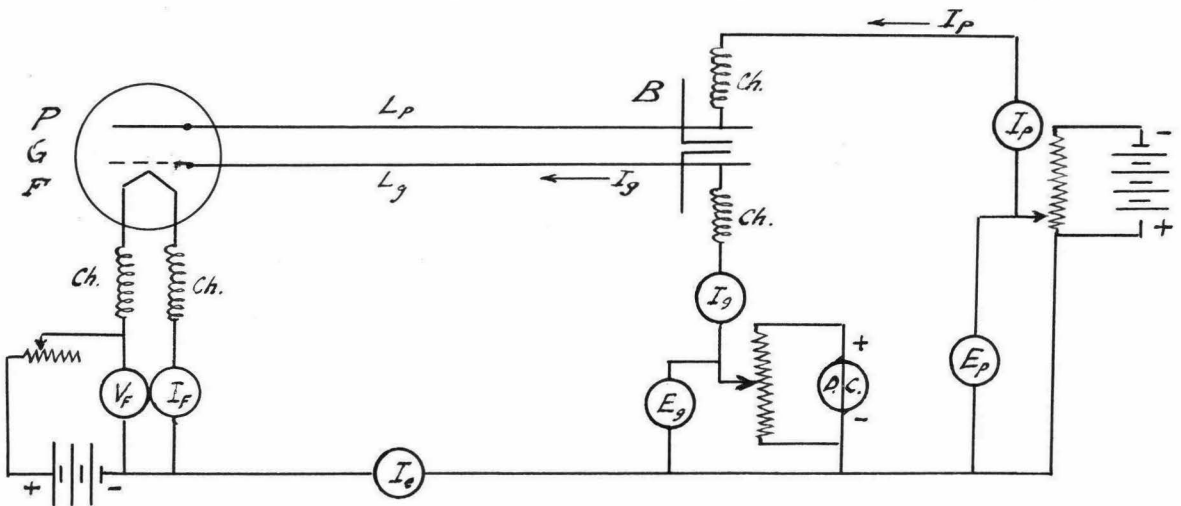 I_p
P
G
F
L_p
L_g
I_g
B
Ch.
Ch.
I_p
-
+
Ch.
Ch.
I_g
E_g
+
D.C.
-
E_p
V_F
I_F
+
-
I_e